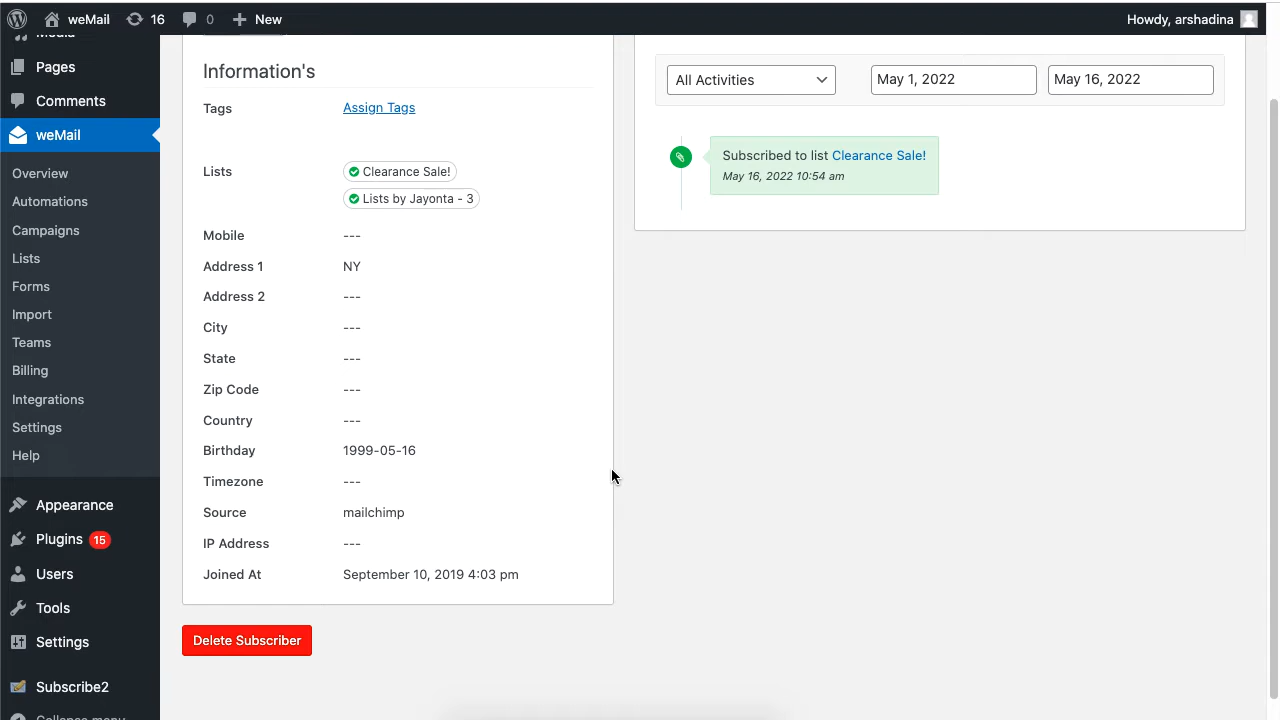 weMail 16 0 New Howdy, arshadina
Media
Pages
Comments
weMail
Overview
Automations
Campaigns
Lists
Forms
Import
Teams
Billing
Integrations
Settings
Help
Appearance
Plugins 15
Users
Tools
Settings
Subscribe2
Collapse menu
Information's
Tags Assign Tags
Lists Clearance Sale!
Lists by Jayonta - 3
Mobile ---
Address 1 NY
Address 2 ---
City ---
State ---
Zip Code ---
Country ---
Birthday 1999-05-16
Timezone ---
Source mailchimp
IP Address ---
Joined At September 10, 2019 4:03 pm
Delete Subscriber
All Activities May 1, 2022 May 16, 2022
Subscribed to list Clearance Sale!
May 16, 2022 10:54 am